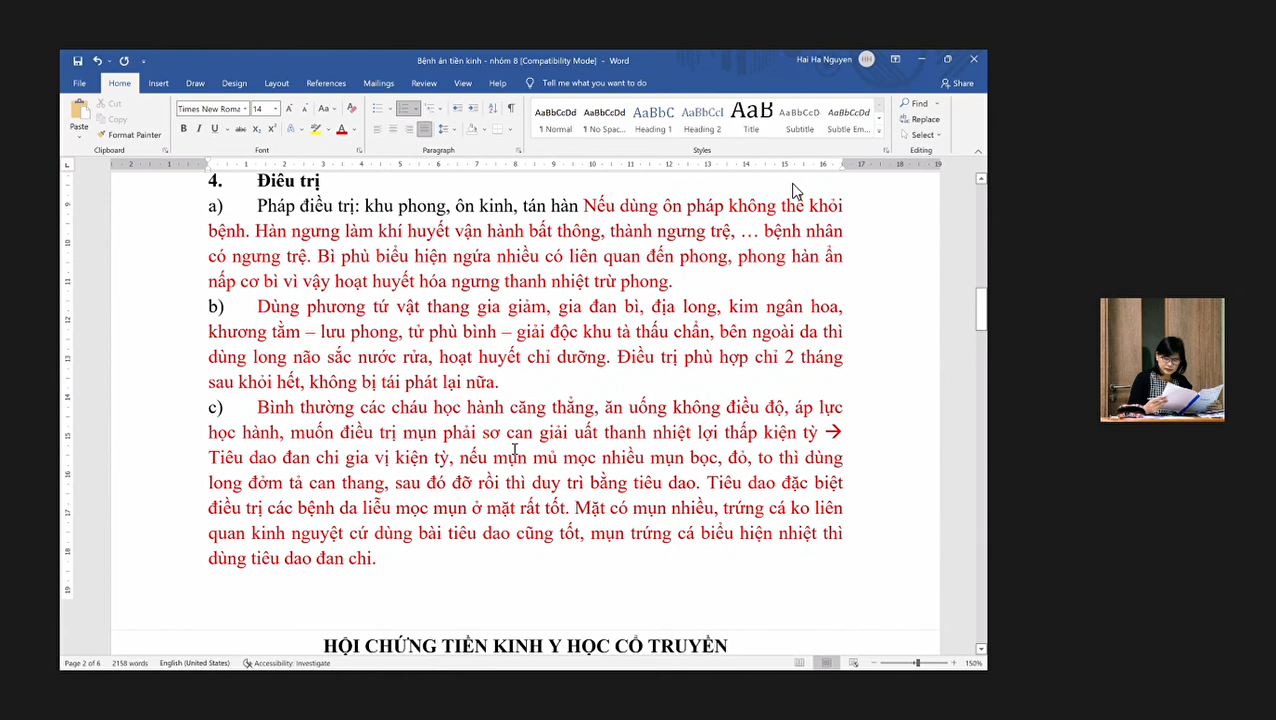 Bệnh án tiền kinh - nhóm 8 [Compatibility Mode] - Word
Hai Ha Nguyen
HH
File Home Insert Draw Design Layout References Mailings Review View Help Tell me what you want to do Share
Paste
Cut
Copy
Format Painter
Clipboard
Times New Roma 14
Font
Paragraph
AaBbCcDd AaBbCcDd AaBbC AaBbCcI AaB AaBbCcD AaBbCcDd
¶ Normal ¶ No Spac... Heading 1 Heading 2 Title Subtitle Subtle Em...
Styles
Find
Replace
Select
Editing
4. Điều trị
a) Pháp điều trị: khu phong, ôn kinh, tán hàn Nếu dùng ôn pháp không thể khỏi
bệnh. Hàn ngưng làm khí huyết vận hành bất thông, thành ngưng trệ, … bệnh nhân
có ngưng trệ. Bì phù biểu hiện ngứa nhiều có liên quan đến phong, phong hàn ẩn
nấp cơ bì vì vậy hoạt huyết hóa ngưng thanh nhiệt trừ phong.
b) Dùng phương tứ vật thang gia giảm, gia đan bì, địa long, kim ngân hoa,
khương tằm – lưu phong, tử phù bình – giải độc khu tà thấu chẩn, bên ngoài da thì
dùng long não sắc nước rửa, hoạt huyết chỉ dưỡng. Điều trị phù hợp chỉ 2 tháng
sau khỏi hết, không bị tái phát lại nữa.
c) Bình thường các cháu học hành căng thẳng, ăn uống không điều độ, áp lực
học hành, muốn điều trị mụn phải sơ can giải uất thanh nhiệt lợi thấp kiện tỳ →
Tiêu dao đan chi gia vị kiện tỳ, nếu mụn mủ mọc nhiều mụn bọc, đỏ, to thì dùng
long đởm tả can thang, sau đó đỡ rồi thì duy trì bằng tiêu dao. Tiêu dao đặc biệt
điều trị các bệnh da liễu mọc mụn ở mặt rất tốt. Mặt có mụn nhiều, trứng cá ko liên
quan kinh nguyệt cứ dùng bài tiêu dao cũng tốt, mụn trứng cá biểu hiện nhiệt thì
dùng tiêu dao đan chi.
HỘI CHỨNG TIỀN KINH Y HỌC CỔ TRUYỀN
Page 2 of 6 2158 words English (United States) Accessibility: Investigate 150%